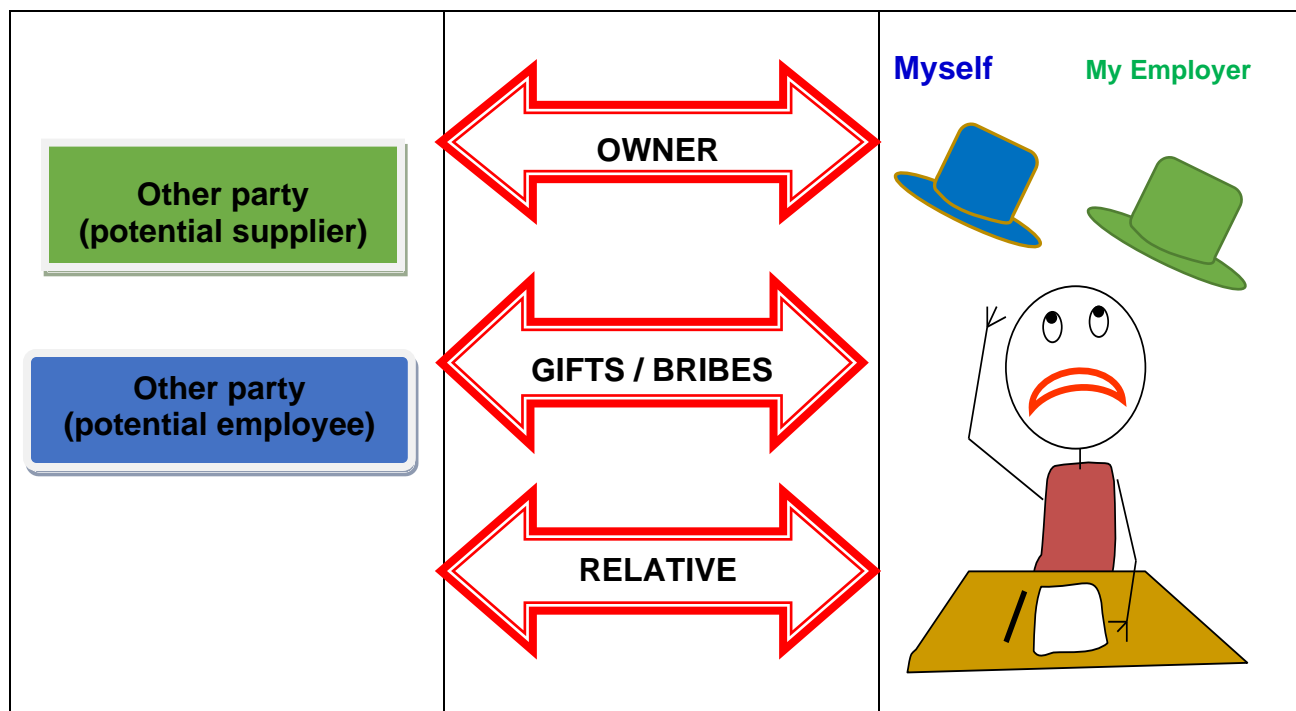 Other party
(potential supplier)
Other party
(potential employee)
OWNER
GIFTS / BRIBES
RELATIVE
Myself
My Employer